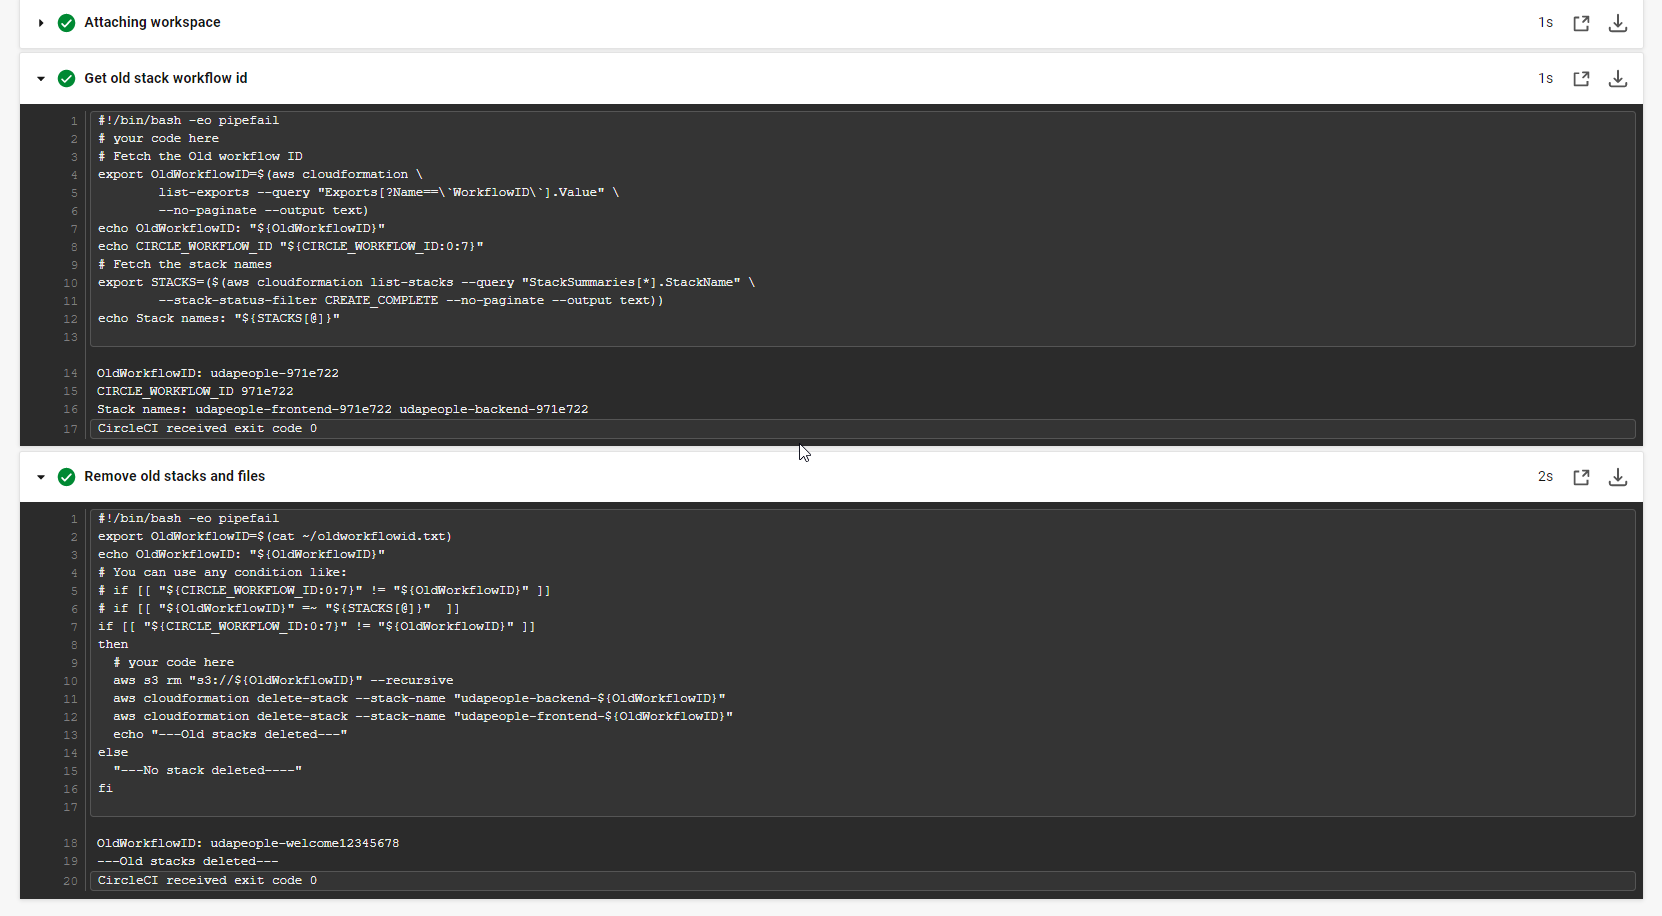 Attaching workspace 1s
Get old stack workflow id 1s
1 #!/bin/bash -eo pipefail
2 # your code here
3 # Fetch the Old workflow ID
4 export OldWorkflowID=$(aws cloudformation \
5         list-exports --query "Exports[?Name==\`WorkflowID\`].Value" \
6         --no-paginate --output text)
7 echo OldWorkflowID: "${OldWorkflowID}"
8 echo CIRCLE_WORKFLOW_ID "${CIRCLE_WORKFLOW_ID:0:7}"
9 # Fetch the stack names
10 export STACKS=($(aws cloudformation list-stacks --query "StackSummaries[*].StackName" \
11         --stack-status-filter CREATE_COMPLETE --no-paginate --output text))
12 echo Stack names: "${STACKS[@]}"
13
14 OldWorkflowID: udapeople-971e722
15 CIRCLE_WORKFLOW_ID 971e722
16 Stack names: udapeople-frontend-971e722 udapeople-backend-971e722
17 CircleCI received exit code 0
Remove old stacks and files 2s
1 #!/bin/bash -eo pipefail
2 export OldWorkflowID=$(cat ~/oldworkflowid.txt)
3 echo OldWorkflowID: "${OldWorkflowID}"
4 # You can use any condition like:
5 # if [[ "${CIRCLE_WORKFLOW_ID:0:7}" != "${OldWorkflowID}" ]]
6 # if [[ "${OldWorkflowID}" =~ "${STACKS[@]}"  ]]
7 if [[ "${CIRCLE_WORKFLOW_ID:0:7}" != "${OldWorkflowID}" ]]
8 then
9   # your code here
10   aws s3 rm "s3://${OldWorkflowID}" --recursive
11   aws cloudformation delete-stack --stack-name "udapeople-backend-${OldWorkflowID}"
12   aws cloudformation delete-stack --stack-name "udapeople-frontend-${OldWorkflowID}"
13   echo "---Old stacks deleted---"
14 else
15   "---No stack deleted----"
16 fi
17
18 OldWorkflowID: udapeople-welcome12345678
19 ---Old stacks deleted---
20 CircleCI received exit code 0